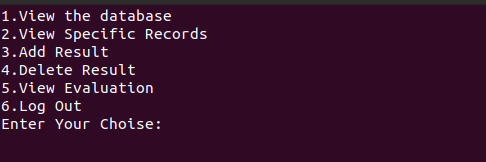 1.View the database
2.View Specific Records
3.Add Result
4.Delete Result
5.View Evaluation
6.Log Out
Enter Your Choise: